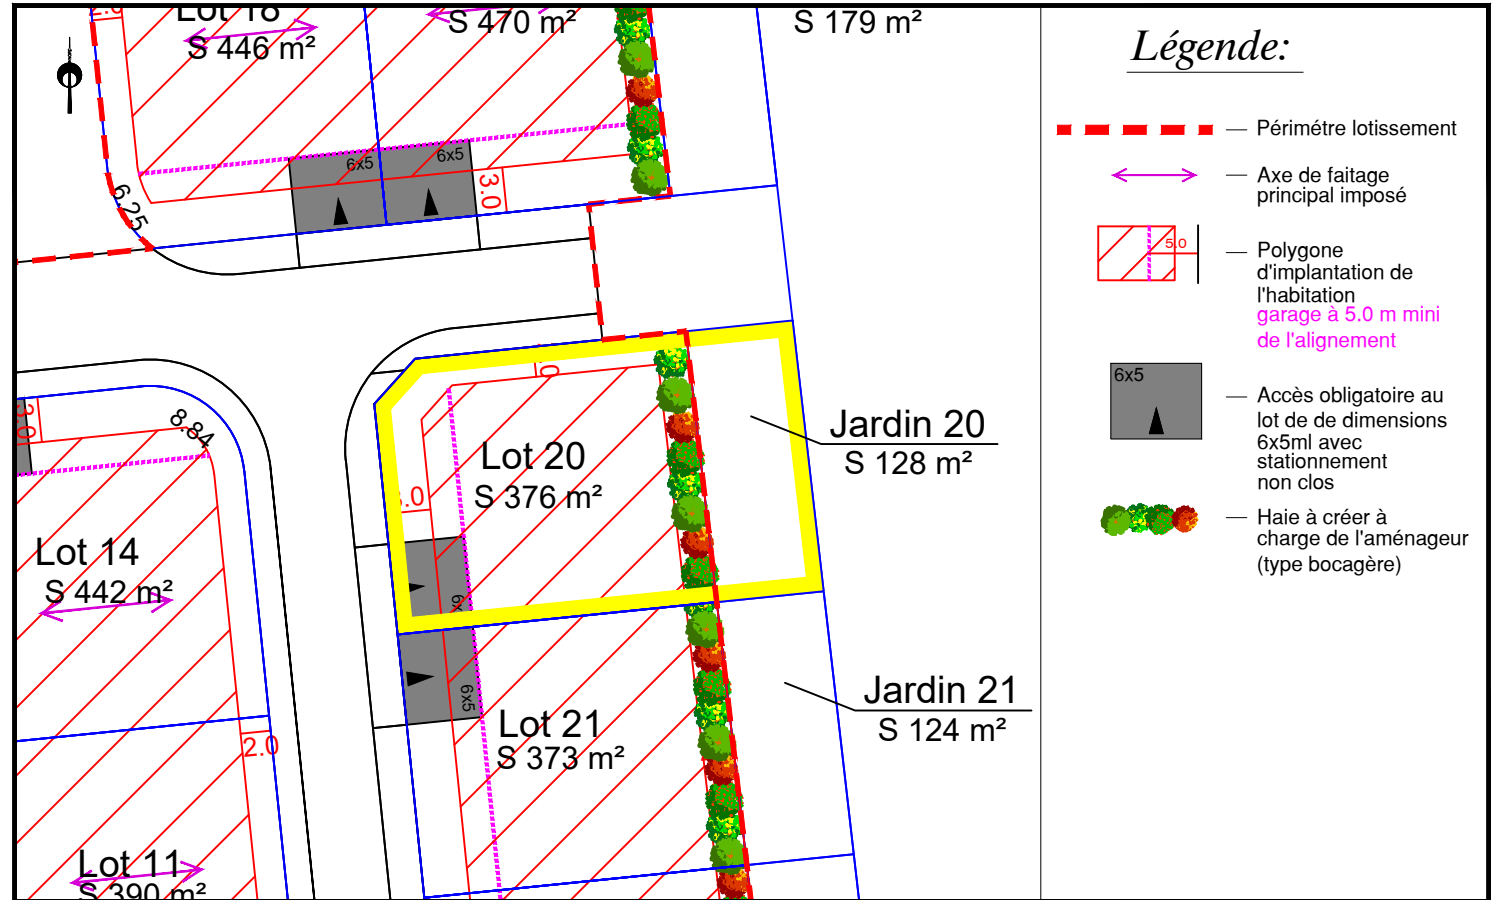 Lot 18
S 446 m²
S 470 m²
S 179 m²
6x5
6x5
3.0
6.25
3.0
8.84
Lot 20
S 376 m²
Jardin 20
S 128 m²
Lot 14
S 442 m²
6x5
Lot 21
S 373 m²
Jardin 21
S 124 m²
2.0
Lot 11
S 390 m²
Légende:
Périmétre lotissement
Axe de faitage
principal imposé
5.0
Polygone
d'implantation de
l'habitation
garage à 5.0 m mini
de l'alignement
6x5
Accès obligatoire au
lot de de dimensions
6x5ml avec
stationnement
non clos
Haie à créer à
charge de l'aménageur
(type bocagère)